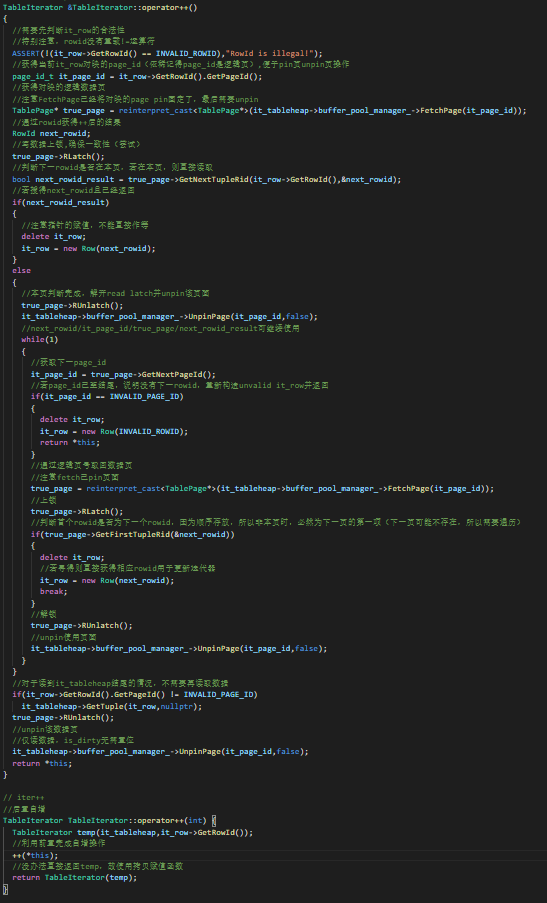 TableIterator &TableIterator::operator++()
{
  //需要先判断it_row的合法性
  //特别注意，rowid没有重载!=运算符
  ASSERT(!(it_row->GetRowId() == INVALID_ROWID),"RowId is illegal!");
  //获得当前it_row对映的page_id（依稀记得page_id是逻辑页）,便于pin页unpin页操作
  page_id_t it_page_id = it_row->GetRowId().GetPageId();
  //获得对映的逻辑数据页
  //注意FetchPage已经将对映的page pin固定了，最后需要unpin
  TablePage* true_page = reinterpret_cast<TablePage*>(it_tableheap->buffer_pool_manager_->FetchPage(it_page_id));
  //通过rowid获得++后的结果
  RowId next_rowid;
  //写数据上锁,确保一致性（尝试）
  true_page->RLatch();
  //判断下一rowid是否在本页，若在本页，则直接读取
  bool next_rowid_result = true_page->GetNextTupleRid(it_row->GetRowId(),&next_rowid);
  //若获得next_rowid且已经返回
  if(next_rowid_result)
  {
    //注意指针的赋值，不能直接作等
    delete it_row;
    it_row = new Row(next_rowid);
  }
  else
  {
    //本页判断完成，解开read latch并unpin该页面
    true_page->RUnlatch();
    it_tableheap->buffer_pool_manager_->UnpinPage(it_page_id,false);
    //next_rowid/it_page_id/true_page/next_rowid_result可继续使用
    while(1)
    {
      //获取下一page_id
      it_page_id = true_page->GetNextPageId();
      //若page_id已至结尾，说明没有下一rowid，重新构造unvalid it_row并返回
      if(it_page_id == INVALID_PAGE_ID)
      {
        delete it_row;
        it_row = new Row(INVALID_ROWID);
        return *this;
      }
      //通过逻辑页号取回数据页
      //注意fetch已pin页面
      true_page = reinterpret_cast<TablePage*>(it_tableheap->buffer_pool_manager_->FetchPage(it_page_id));
      //上锁
      true_page->RLatch();
      //判断首个rowid是否为下一个rowid，因为顺序存放，所以非本页时，必然为下一页的第一项（下一页可能不存在，所以需要遍历）
      if(true_page->GetFirstTupleRid(&next_rowid))
      {
        delete it_row;
        //若寻得则直接获得相应rowid用于更新迭代器
        it_row = new Row(next_rowid);
        break;
      }
      //解锁
      true_page->RUnlatch();
      //unpin使用页面
      it_tableheap->buffer_pool_manager_->UnpinPage(it_page_id,false);
    }
  }
  //对于读到it_tableheap结尾的情况，不需要再读取数据
  if(it_row->GetRowId().GetPageId() != INVALID_PAGE_ID)
    it_tableheap->GetTuple(it_row,nullptr);
  true_page->RUnlatch();
  //unpin该数据页
  //仅读数据，is_dirty无需置位
  it_tableheap->buffer_pool_manager_->UnpinPage(it_page_id,false);
  return *this;
}

// iter++
//后置自增
TableIterator TableIterator::operator++(int) {
  TableIterator temp(it_tableheap,it_row->GetRowId());
  //利用前置完成自增操作
  ++(*this);
  //没办法直接返回temp，故使用拷贝赋值函数
  return TableIterator(temp);
}